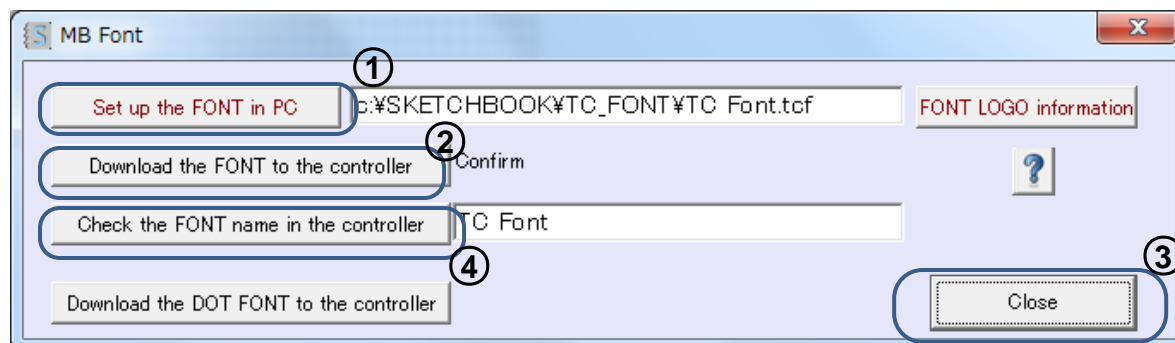 MB Font
①
Set up the FONT in PC c:¥SKETCHBOOK¥TC_FONT¥TC Font.tcf FONT LOGO information
②
Download the FONT to the controller Confirm ?
Check the FONT name in the controller TC Font
④ ③
Download the DOT FONT to the controller Close